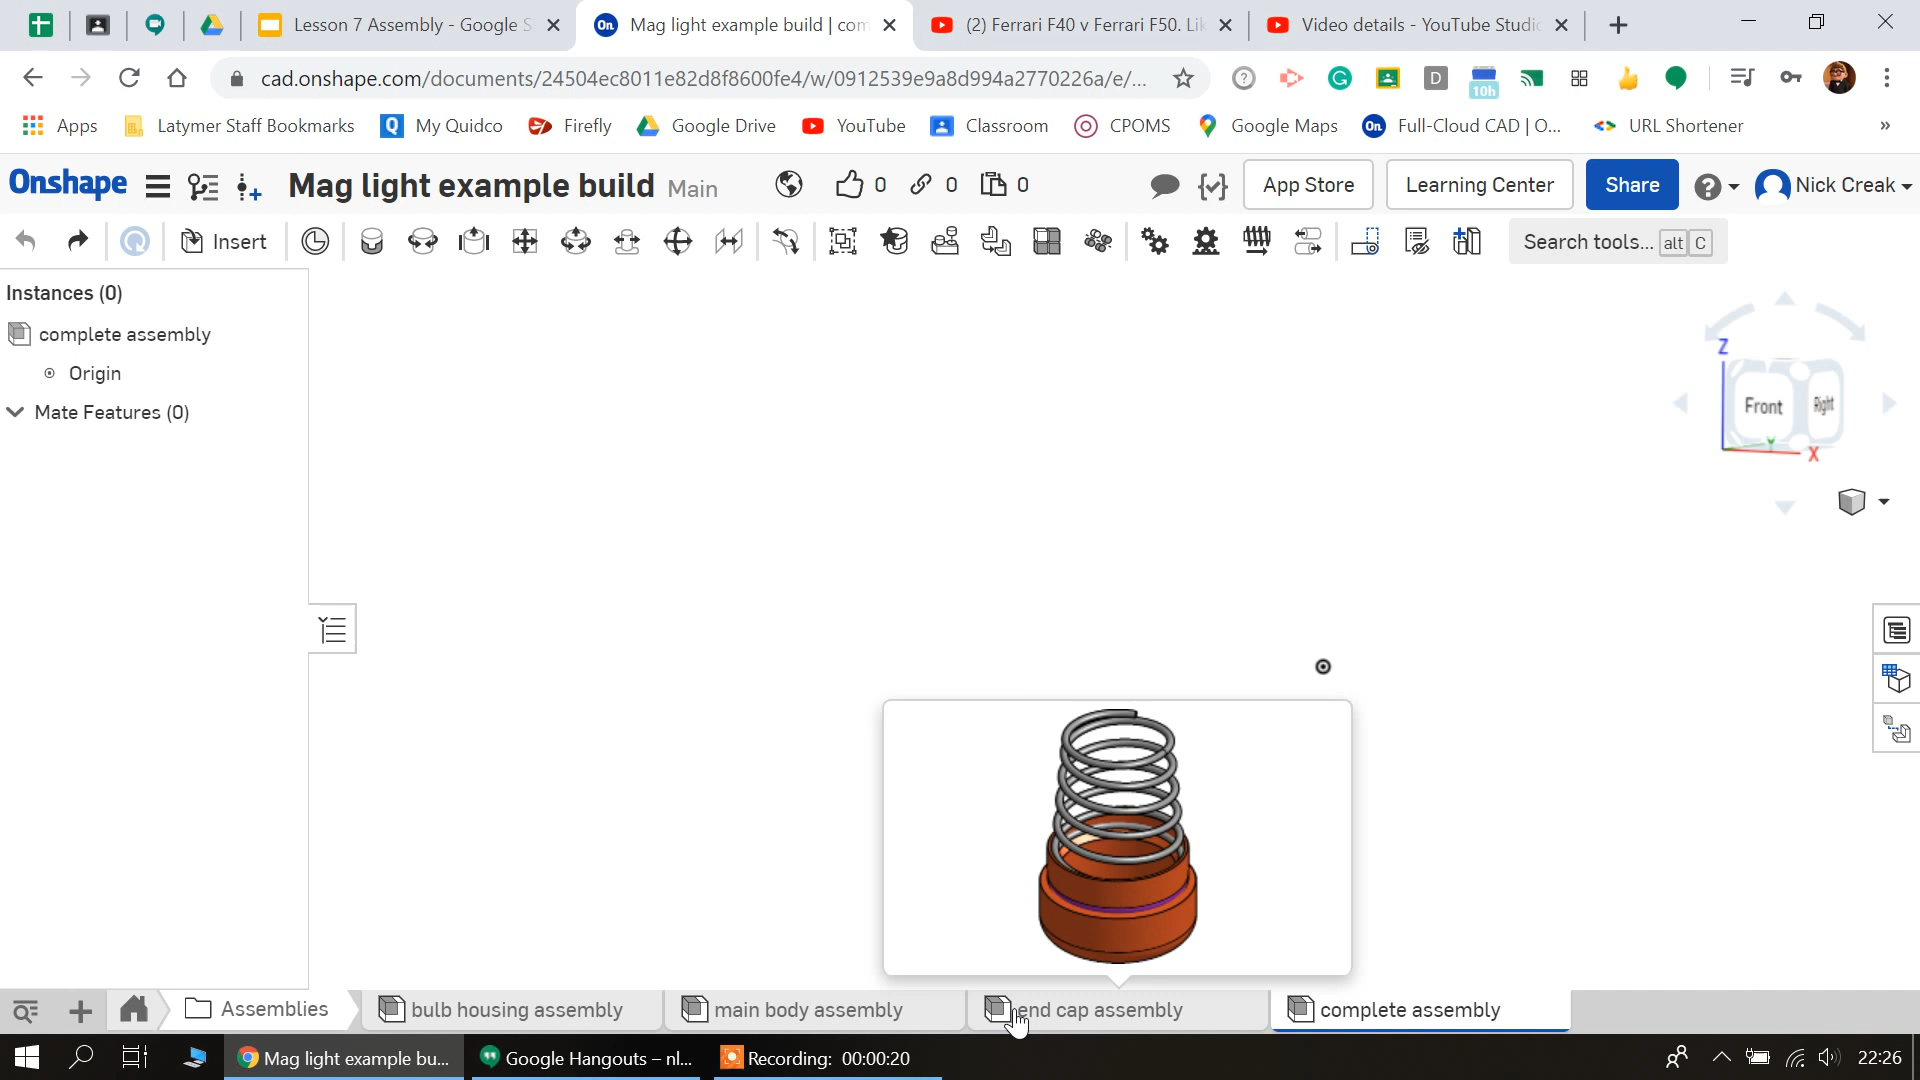 Lesson 7 Assembly - Google S
Mag light example build | com
(2) Ferrari F40 v Ferrari F50. Lik
Video details - YouTube Studio
cad.onshape.com/documents/24504ec8011e82d8f8600fe4/w/0912539e9a8d994a2770226a/e/...
D
10h
Apps
Latymer Staff Bookmarks
Q My Quidco
Firefly
Google Drive
YouTube
Classroom
CPOMS
Google Maps
On Full-Cloud CAD | O...
URL Shortener
»
Onshape
Mag light example build Main
0
0
0
App Store
Learning Center
Share
Nick Creak
Insert
Search tools... alt C
Instances (0)
complete assembly
Origin
Mate Features (0)
Z
Front
Right
Y
X
Assemblies
bulb housing assembly
main body assembly
end cap assembly
complete assembly
Mag light example bu...
Google Hangouts – nl...
Recording: 00:00:20
22:26